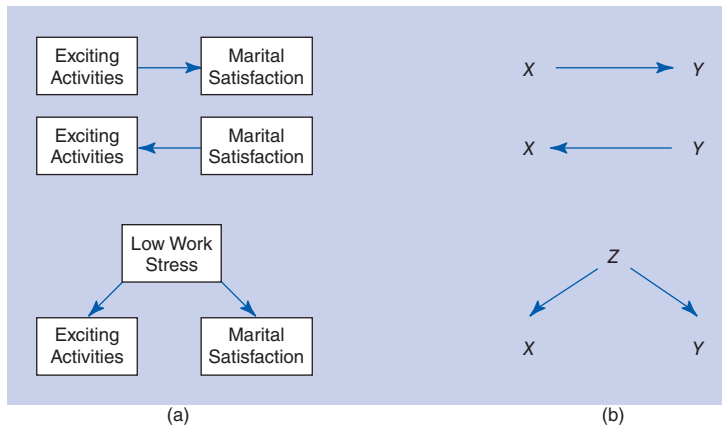 Exciting
Activities
Marital
Satisfaction
X
Y
Exciting
Activities
Marital
Satisfaction
X
Y
Low Work
Stress
Z
Exciting
Activities
Marital
Satisfaction
X
Y
(a)
(b)